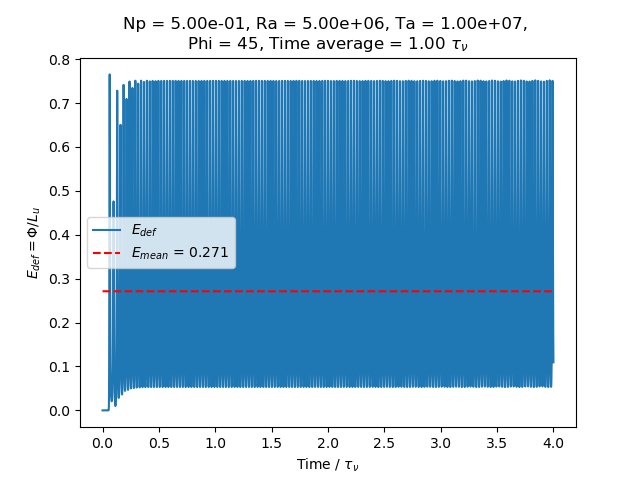 Np = 5.00e-01, Ra = 5.00e+06, Ta = 1.00e+07,
Phi = 45, Time average = 1.00 τᵥ
0.8
0.7
0.6
0.5
0.4
0.3
0.2
0.1
0.0
E_def = Φ/L_u
E_def
E_mean = 0.271
0.0 0.5 1.0 1.5 2.0 2.5 3.0 3.5 4.0
Time / τᵥ